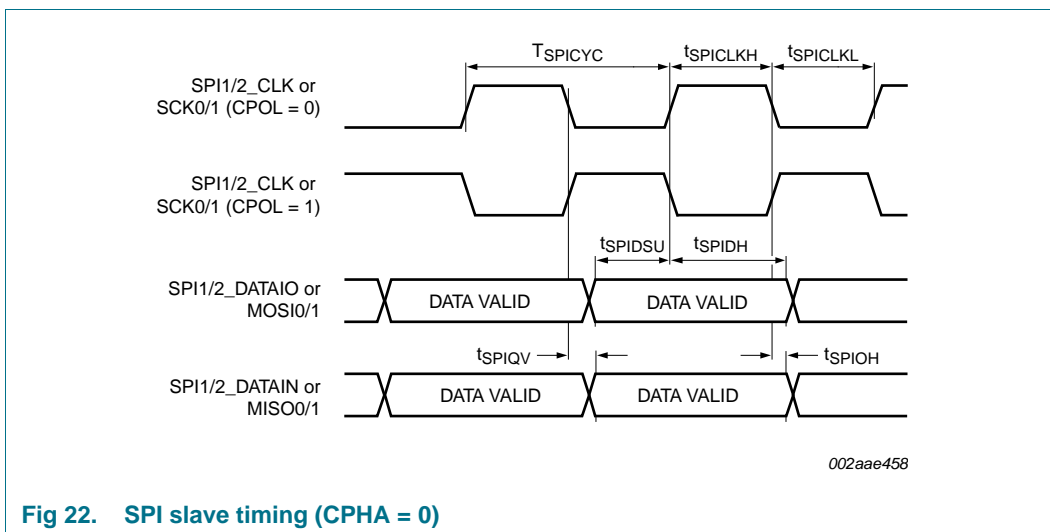 TSPICYC tSPICLKH tSPICLKL
SPI1/2_CLK or
SCK0/1 (CPOL = 0)
SPI1/2_CLK or
SCK0/1 (CPOL = 1)
tSPIDSU tSPIDH
SPI1/2_DATAIO or
MOSI0/1
DATA VALID DATA VALID
tSPIQV tSPIOH
SPI1/2_DATAIN or
MISO0/1
DATA VALID DATA VALID
002aae458
Fig 22. SPI slave timing (CPHA = 0)